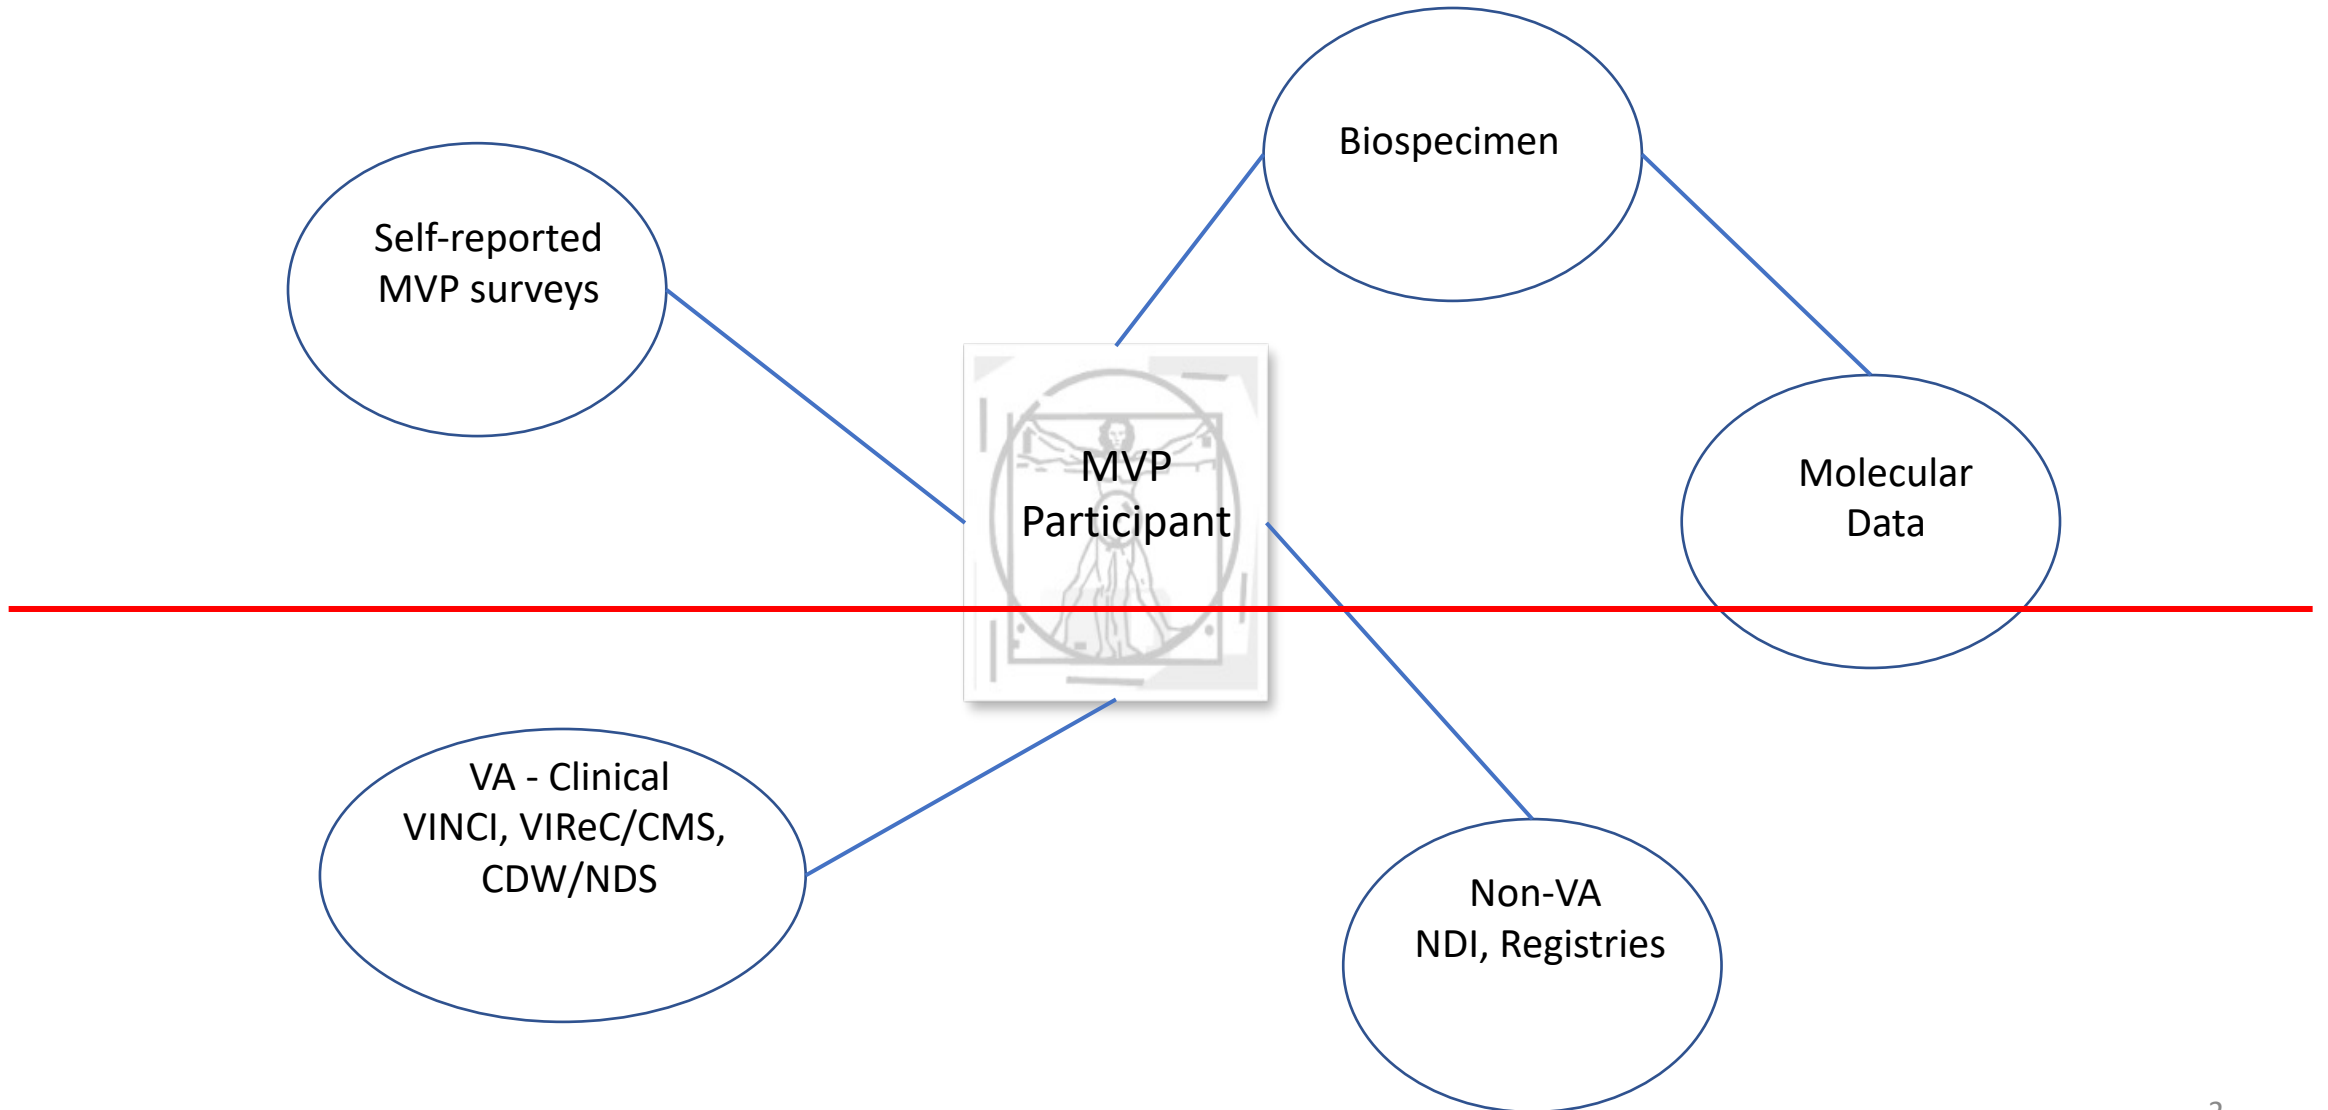 Biospecimen
Self-reported
MVP surveys
MVP
Participant
Molecular
Data
VA - Clinical
VINCI, VIReC/CMS,
CDW/NDS
Non-VA
NDI, Registries